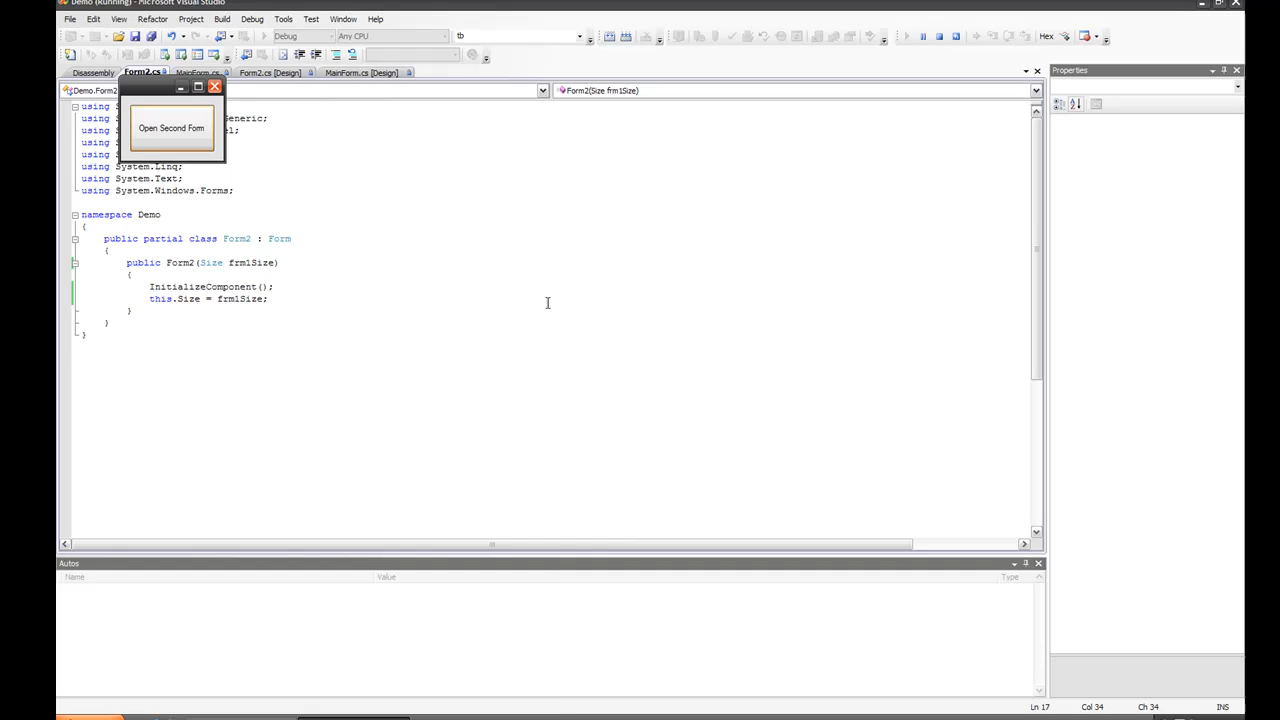 Demo (Running) - Microsoft Visual Studio
File Edit View Refactor Project Build Debug Tools Test Window Help
Debug Any CPU tb Hex
Disassembly Form2.cs MainForm.cs Form2.cs [Design] MainForm.cs [Design] Properties
Demo.Form2 Form2(Size frm1Size)
Open Second Form
using S
using S eneric;
using S el;
using S
using S
using System.Linq;
using System.Text;
using System.Windows.Forms;
namespace Demo
{
public partial class Form2 : Form
{
public Form2(Size frm1Size)
{
InitializeComponent();
this.Size = frm1Size;
}
}
}
Autos
Name Value Type
Ln 17 Col 34 Ch 34 INS